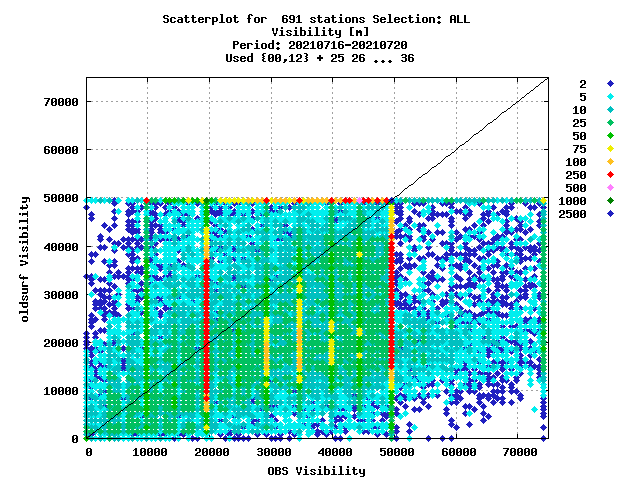 Scatterplot for  691 stations Selection: ALL
Visibility [m]
Period: 20210716-20210720
Used {00,12} + 25 26 ... 36
70000
60000
50000
40000
30000
20000
10000
0
oldsurf Visibility
0 10000 20000 30000 40000 50000 60000 70000
OBS Visibility
2
5
10
25
50
75
100
250
500
1000
2500